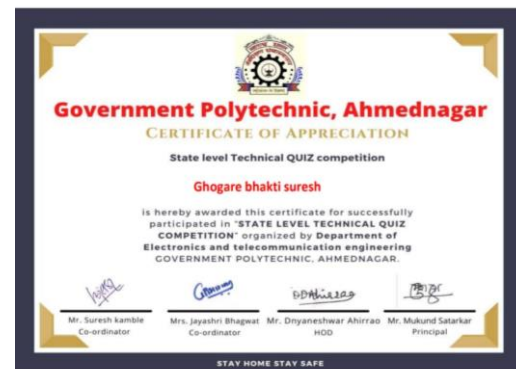 Government Polytechnic, Ahmednagar
CERTIFICATE OF APPRECIATION
State level Technical QUIZ competition
Ghogare bhakti suresh
is hereby awarded this certificate for successfully
participated in "STATE LEVEL TECHNICAL QUIZ
COMPETITION" organized by Department of
Electronics and telecommunication engineering
GOVERNMENT POLYTECHNIC, AHMEDNAGAR.
Mr. Suresh kamble Mrs. Jayashri Bhagwat Mr. Dnyaneshwar Ahirrao Mr. Mukund Satarkar
Co-ordinator Co-ordinator HOD Principal
STAY HOME STAY SAFE